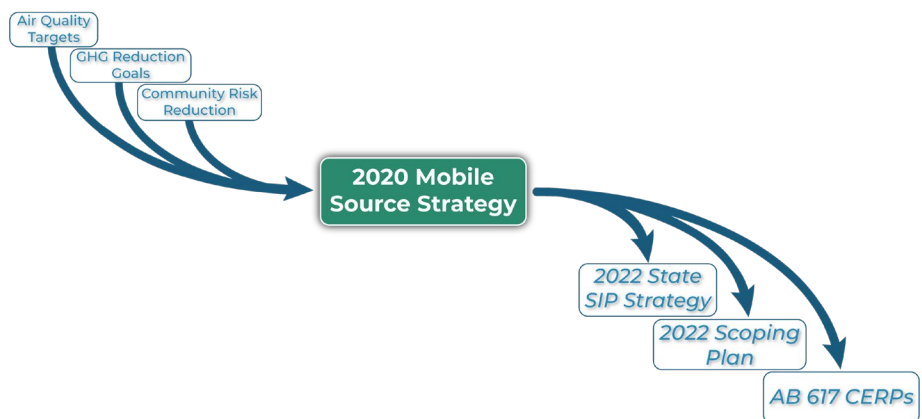 Air Quality
Targets
GHG Reduction
Goals
Community Risk
Reduction
2020 Mobile
Source Strategy
2022 State
SIP Strategy
2022 Scoping
Plan
AB 617 CERPs